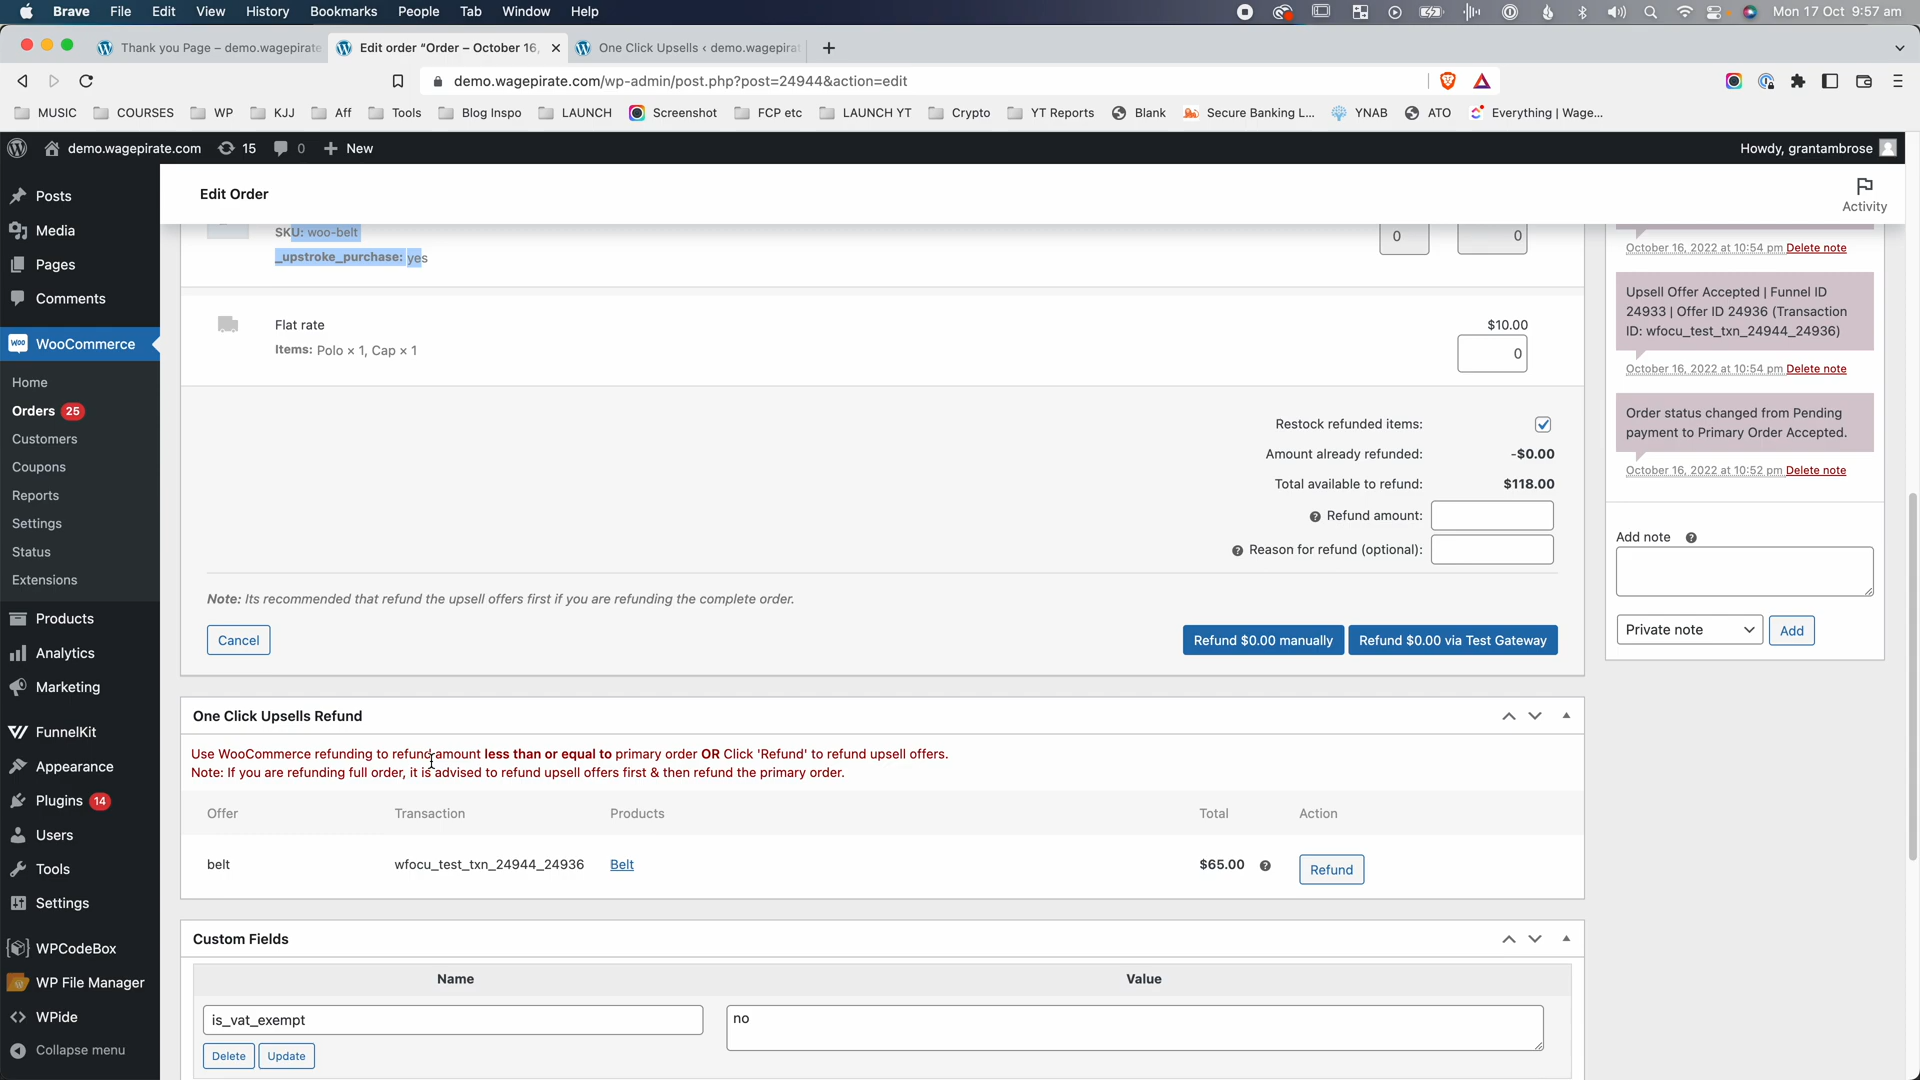 Brave File Edit View History Bookmarks People Tab Window Help Mon 17 Oct 9:57 am
Thank you Page – demo.wagepirate Edit order “Order – October 16, One Click Upsells ‹ demo.wagepirat
demo.wagepirate.com/wp-admin/post.php?post=24944&action=edit
MUSIC COURSES WP KJJ Aff Tools Blog Inspo LAUNCH Screenshot FCP etc LAUNCH YT Crypto YT Reports Blank Secure Banking L... YNAB ATO Everything | Wage...
demo.wagepirate.com 15 0 New Howdy, grantambrose
Posts
Media
Pages
Comments
WooCommerce
Home
Orders 25
Customers
Coupons
Reports
Settings
Status
Extensions
Products
Analytics
Marketing
FunnelKit
Appearance
Plugins 14
Users
Tools
Settings
WPCodeBox
WP File Manager
WPide
Collapse menu
Edit Order
Activity
SKU: woo-belt
_upstroke_purchase: yes
0 0
Flat rate $10.00
Items: Polo × 1, Cap × 1
0
Restock refunded items:
Amount already refunded: -$0.00
Total available to refund: $118.00
Refund amount:
Reason for refund (optional):
Note: Its recommended that refund the upsell offers first if you are refunding the complete order.
Cancel Refund $0.00 manually Refund $0.00 via Test Gateway
One Click Upsells Refund
Use WooCommerce refunding to refund amount less than or equal to primary order OR Click 'Refund' to refund upsell offers.
Note: If you are refunding full order, it is advised to refund upsell offers first & then refund the primary order.
Offer Transaction Products Total Action
belt wfocu_test_txn_24944_24936 Belt $65.00 Refund
Custom Fields
Name Value
is_vat_exempt no
Delete Update
October 16, 2022 at 10:54 pm Delete note
Upsell Offer Accepted | Funnel ID
24933 | Offer ID 24936 (Transaction
ID: wfocu_test_txn_24944_24936)
October 16, 2022 at 10:54 pm Delete note
Order status changed from Pending
payment to Primary Order Accepted.
October 16, 2022 at 10:52 pm Delete note
Add note
Private note Add